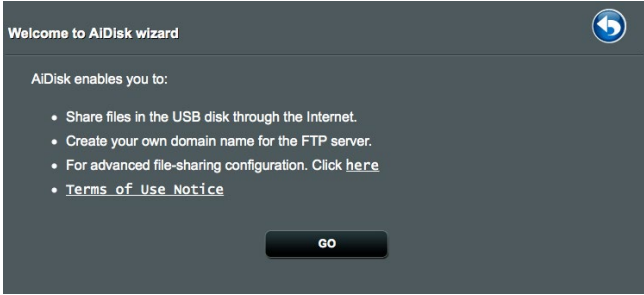 Welcome to AiDisk wizard
AiDisk enables you to:
• Share files in the USB disk through the Internet.
• Create your own domain name for the FTP server.
• For advanced file-sharing configuration. Click here
• Terms of Use Notice
GO